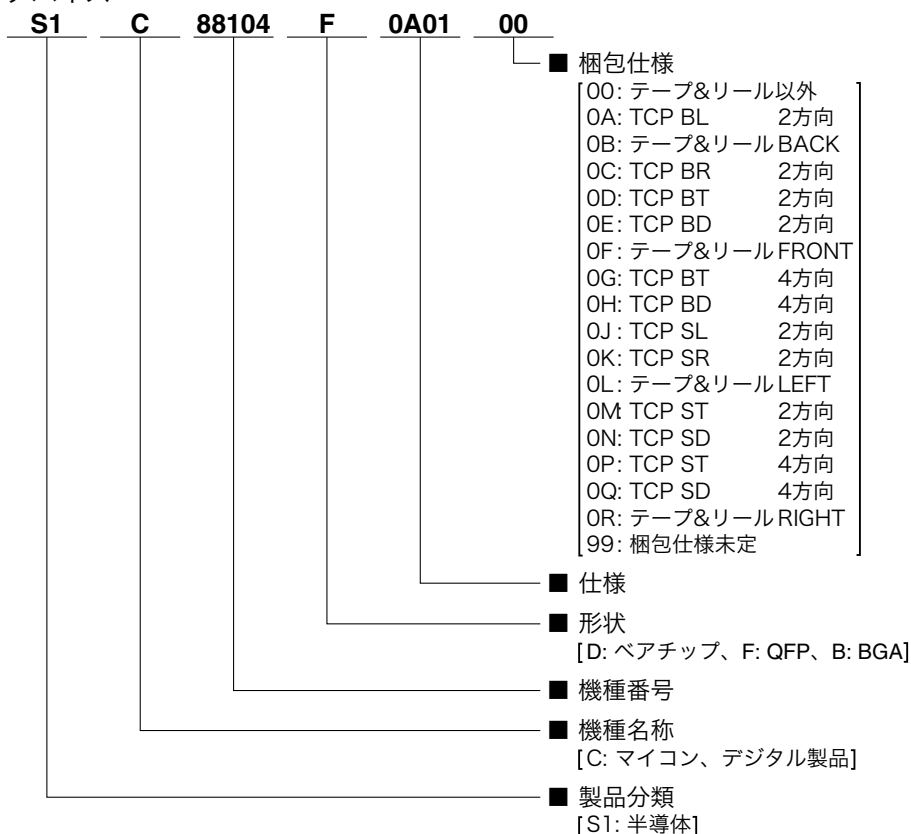 S1 C 88104 F 0A01 00
■ 梱包仕様
[00: テープ&リール以外
0A: TCP BL 2方向
0B: テープ&リール BACK
0C: TCP BR 2方向
0D: TCP BT 2方向
0E: TCP BD 2方向
0F: テープ&リール FRONT
0G: TCP BT 4方向
0H: TCP BD 4方向
0J: TCP SL 2方向
0K: TCP SR 2方向
0L: テープ&リール LEFT
0M: TCP ST 2方向
0N: TCP SD 2方向
0P: TCP ST 4方向
0Q: TCP SD 4方向
0R: テープ&リール RIGHT
99: 梱包仕様未定]
■ 仕様
■ 形状
[D: ベアチップ、F: QFP、B: BGA]
■ 機種番号
■ 機種名称
[C: マイコン、デジタル製品]
■ 製品分類
[S1: 半導体]